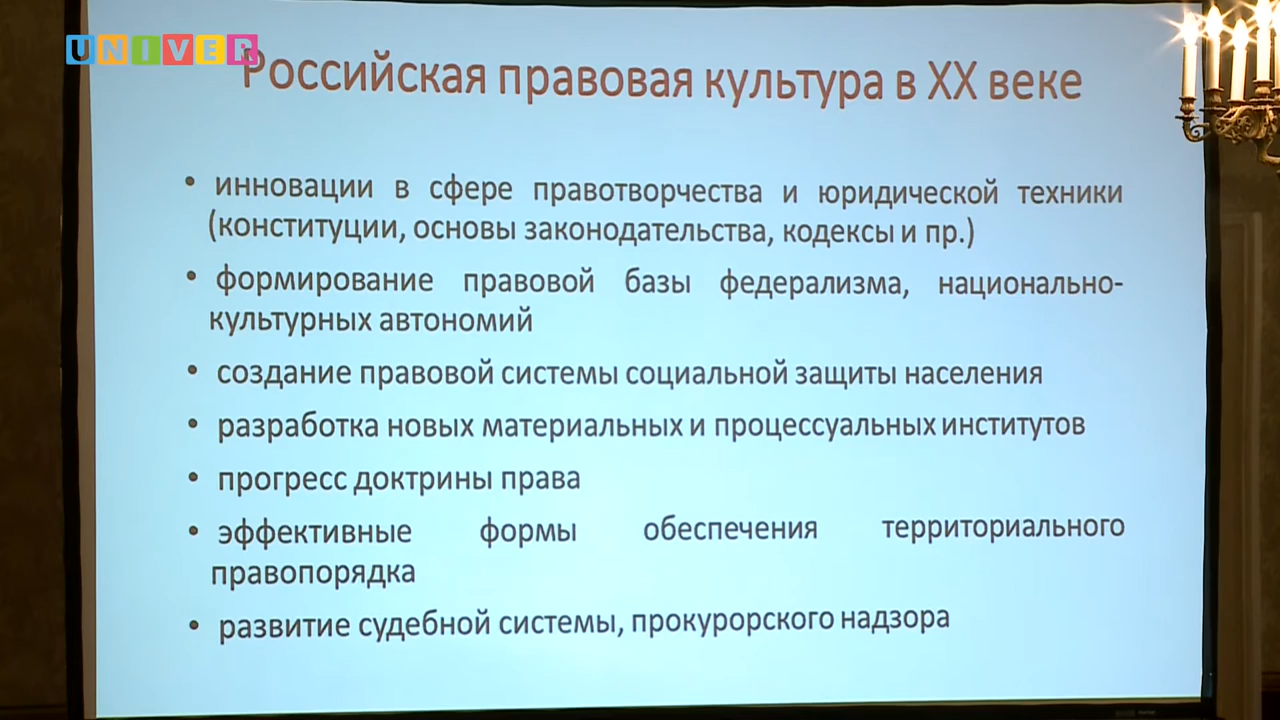 UNIVER
Российская правовая культура в XX веке
• инновации в сфере правотворчества и юридической техники
(конституции, основы законодательства, кодексы и пр.)
• формирование правовой базы федерализма, национально-
культурных автономий
• создание правовой системы социальной защиты населения
• разработка новых материальных и процессуальных институтов
• прогресс доктрины права
• эффективные формы обеспечения территориального
правопорядка
• развитие судебной системы, прокурорского надзора